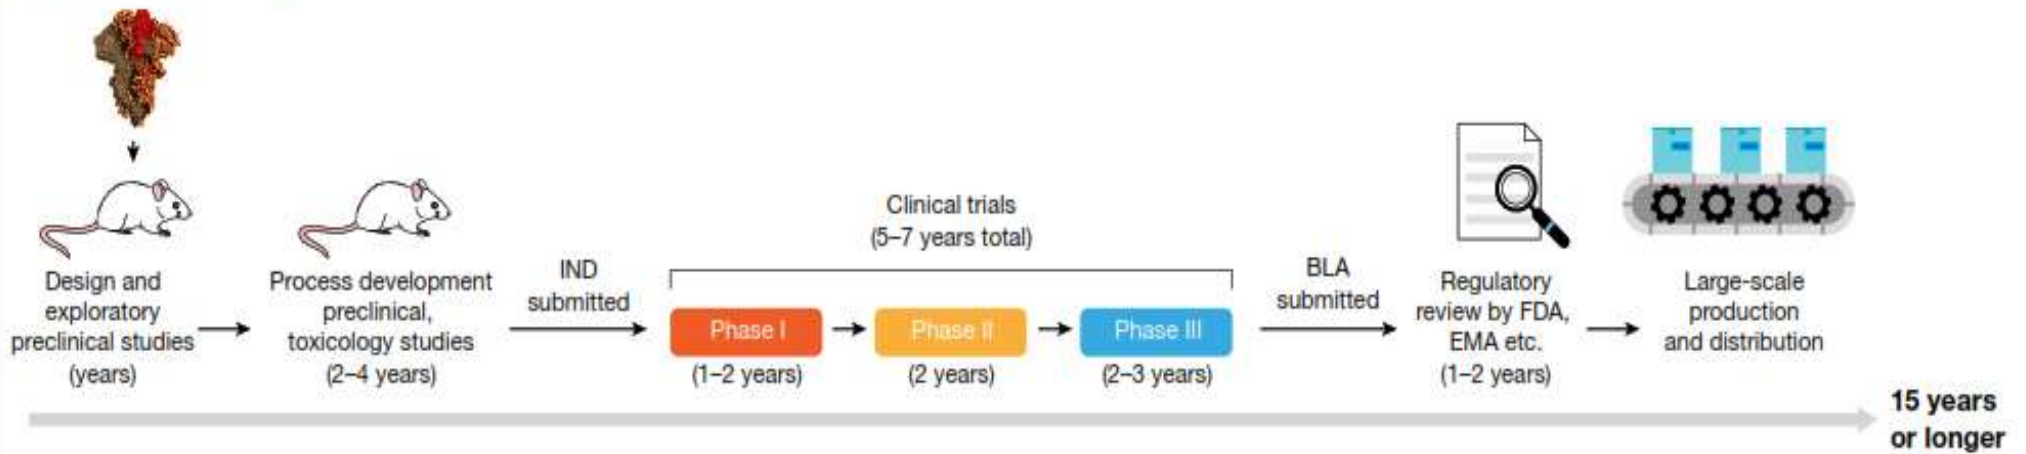 Design and
exploratory
preclinical studies
(years)
Process development
preclinical,
toxicology studies
(2–4 years)
IND
submitted
Clinical trials
(5–7 years total)
Phase I
(1–2 years)
Phase II
(2 years)
Phase III
(2–3 years)
BLA
submitted
Regulatory
review by FDA,
EMA etc.
(1–2 years)
Large-scale
production
and distribution
15 years
or longer